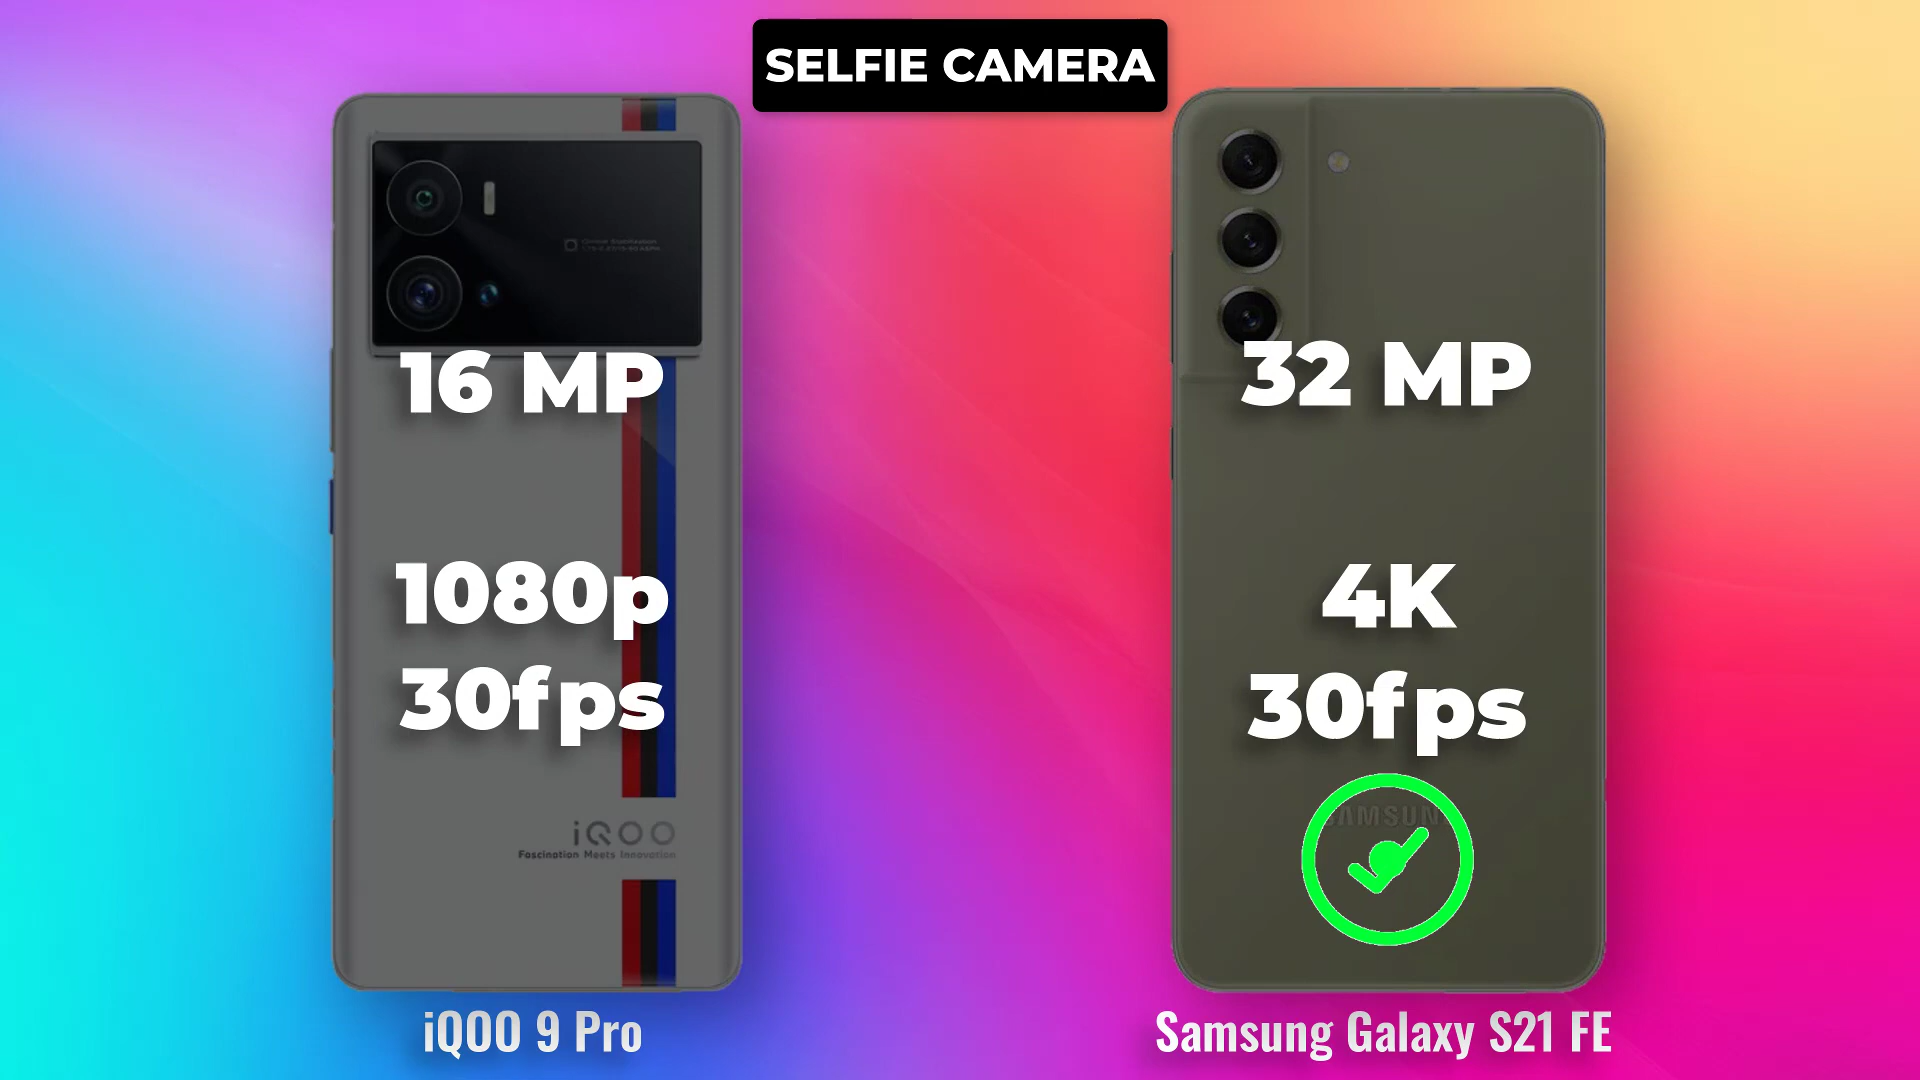 SELFIE CAMERA
16 MP
1080p
30fps
iQOO
Fascination Meets Innovation
iQOO 9 Pro
32 MP
4K
30fps
SAMSUNG
Samsung Galaxy S21 FE